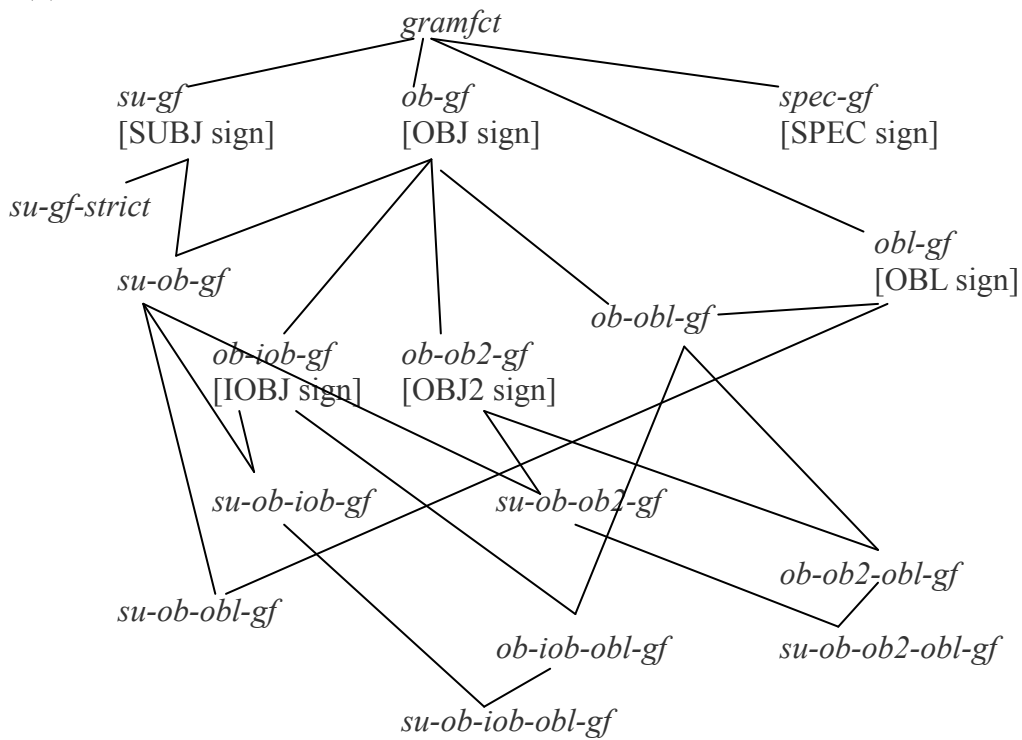 gramfct
su-gf ob-gf spec-gf
[SUBJ sign] [OBJ sign] [SPEC sign]
su-gf-strict
obl-gf
su-ob-gf [OBL sign]
ob-obl-gf
ob-iob-gf ob-ob2-gf
[IOBJ sign] [OBJ2 sign]
su-ob-iob-gf su-ob-ob2-gf
ob-ob2-obl-gf
su-ob-obl-gf
ob-iob-obl-gf su-ob-ob2-obl-gf
su-ob-iob-obl-gf